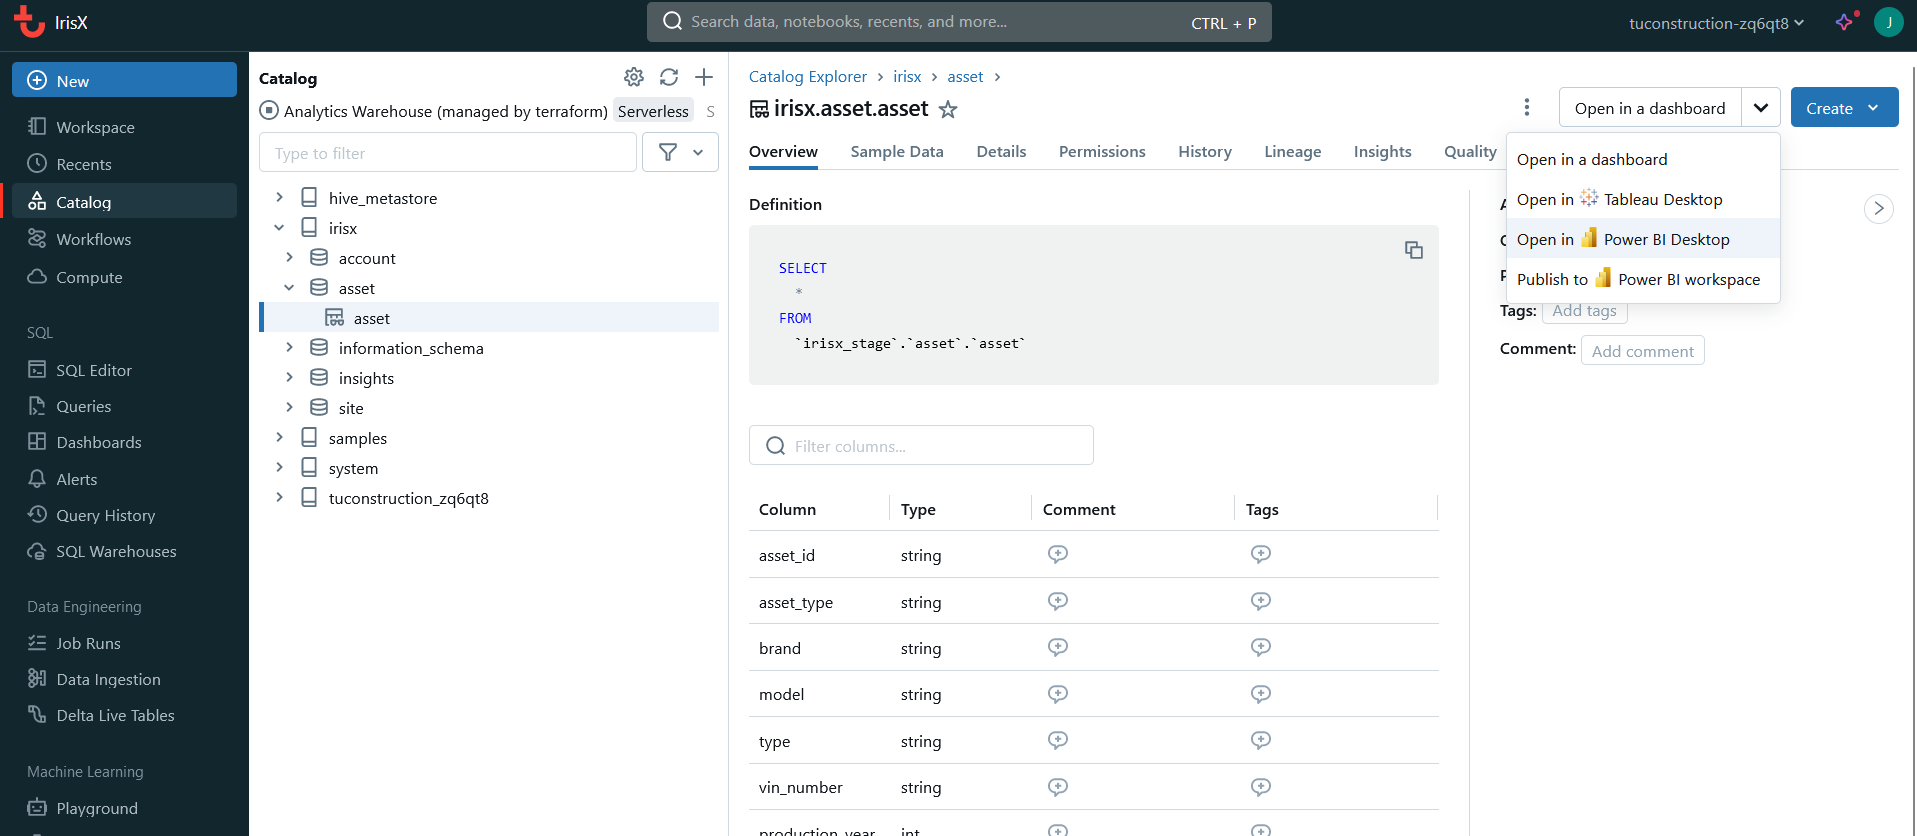 IrisX
Search data, notebooks, recents, and more...
CTRL + P
tuconstruction-zq6qt8
J
New
Workspace
Recents
Catalog
Workflows
Compute
SQL
SQL Editor
Queries
Dashboards
Alerts
Query History
SQL Warehouses
Data Engineering
Job Runs
Data Ingestion
Delta Live Tables
Machine Learning
Playground
Catalog
Analytics Warehouse (managed by terraform) Serverless S
Type to filter
hive_metastore
irisx
account
asset
asset
information_schema
insights
site
samples
system
tuconstruction_zq6qt8
Catalog Explorer > irisx > asset >
irisx.asset.asset
Open in a dashboard
Create
Overview Sample Data Details Permissions History Lineage Insights Quality
Open in a dashboard
Open in Tableau Desktop
Open in Power BI Desktop
Publish to Power BI workspace
Definition
SELECT
*
FROM
`irisx_stage`.`asset`.`asset`
Tags: Add tags
Comment: Add comment
Filter columns...
Column Type Comment Tags
asset_id string
asset_type string
brand string
model string
type string
vin_number string
production_year int